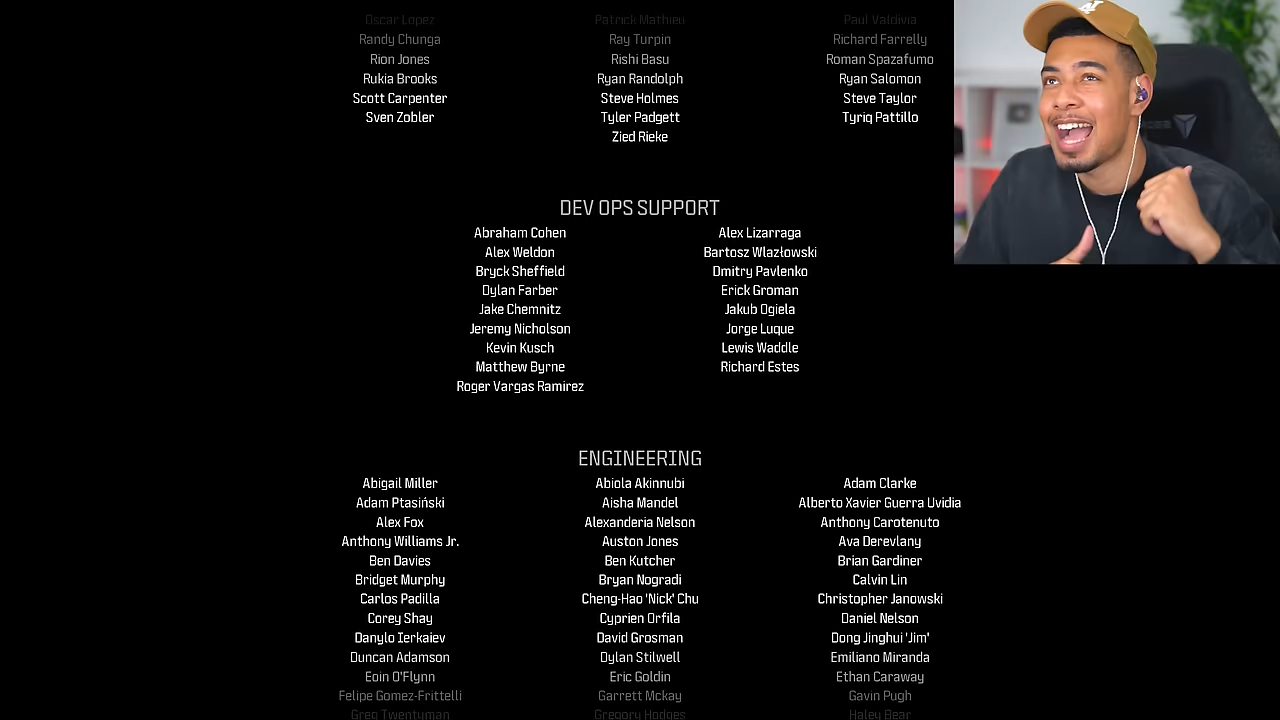 Oscar Lopez Patrick Mathieu Paul Valdivia
Randy Chunga Ray Turpin Richard Farrelly
Rion Jones Rishi Basu Roman Spazafumo
Rukia Brooks Ryan Randolph Ryan Salomon
Scott Carpenter Steve Holmes Steve Taylor
Sven Zobler Tyler Padgett Tyriq Pattillo
Zied Rieke
DEV OPS SUPPORT
Abraham Cohen Alex Lizarraga
Alex Weldon Bartosz Wlazłowski
Bryck Sheffield Dmitry Pavlenko
Dylan Farber Erick Groman
Jake Chemnitz Jakub Ogiela
Jeremy Nicholson Jorge Luque
Kevin Kusch Lewis Waddle
Matthew Byrne Richard Estes
Roger Vargas Ramirez
ENGINEERING
Abigail Miller Abiola Akinnubi Adam Clarke
Adam Ptasiński Aisha Mandel Alberto Xavier Guerra Uvidia
Alex Fox Alexanderia Nelson Anthony Carotenuto
Anthony Williams Jr. Auston Jones Ava Derevlany
Ben Davies Ben Kutcher Brian Gardiner
Bridget Murphy Bryan Nogradi Calvin Lin
Carlos Padilla Cheng-Hao 'Nick' Chu Christopher Janowski
Corey Shay Cyprien Orfila Daniel Nelson
Danylo Ierkaiev David Grosman Dong Jinghui 'Jim'
Duncan Adamson Dylan Stilwell Emiliano Miranda
Eoin O'Flynn Eric Goldin Ethan Caraway
Felipe Gomez-Frittelli Garrett Mckay Gavin Pugh
Greg Twentyman Gregory Hodges Haley Bear